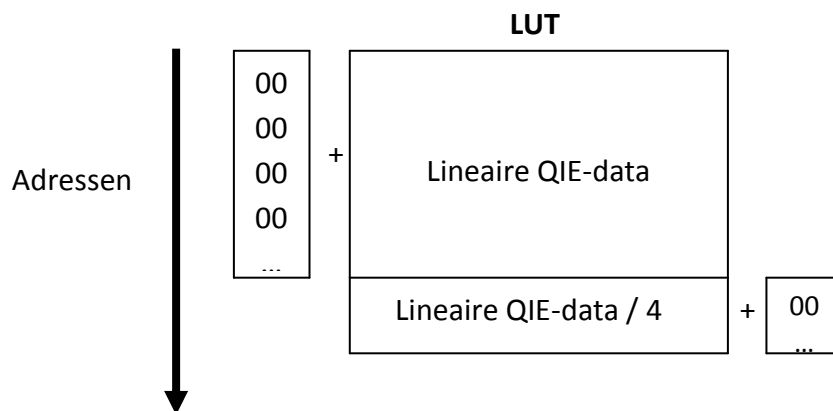 LUT
Adressen
00
00
00
00
...
+
Lineaire QIE-data
Lineaire QIE-data / 4
+
00
...